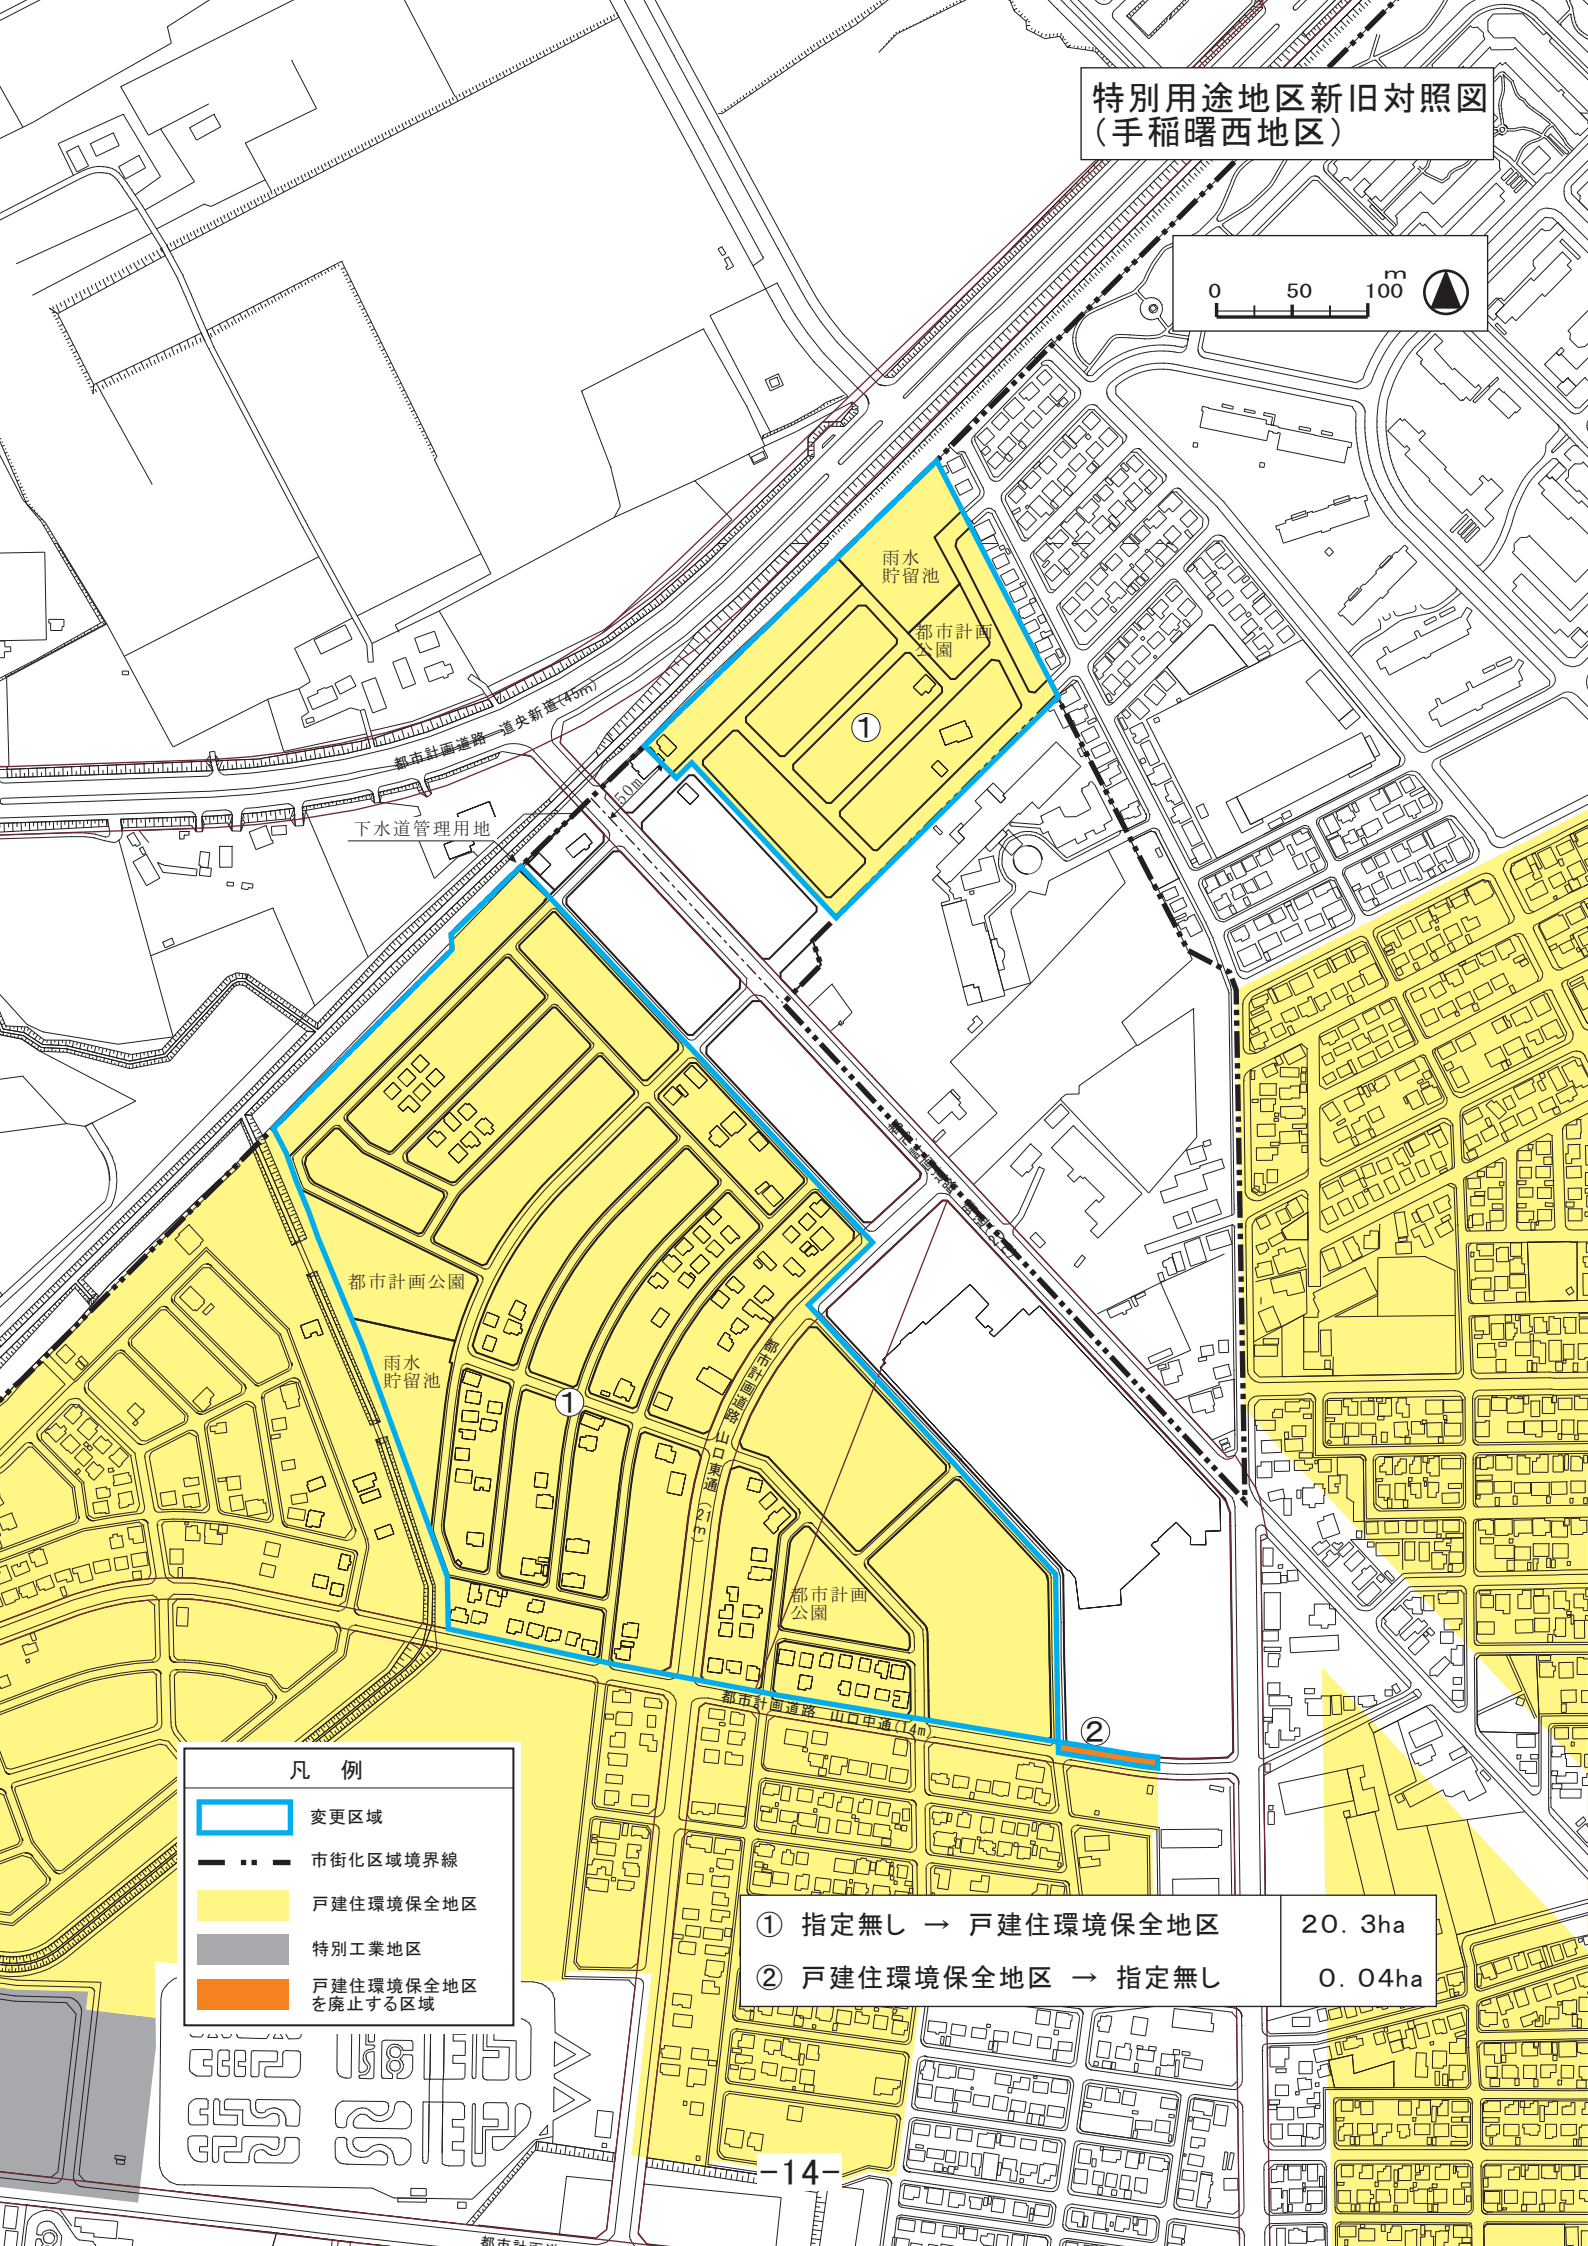 特別用途地区新旧対照図
（手稲曙西地区）
m
0 50 100
雨水
貯留池
都市計画
公園
①
都市計画道路 道央新道(45m)
50m
下水道管理用地
都市計画公園
雨水
貯留池
①
都市計画道路 山口東通 (21m)
都市計画
公園
都市計画道路 山口中通(14m)
②
凡 例
変更区域
市街化区域境界線
戸建住環境保全地区
特別工業地区
戸建住環境保全地区
を廃止する区域
① 指定無し → 戸建住環境保全地区 20. 3ha
② 戸建住環境保全地区 → 指定無し 0. 04ha
-14-